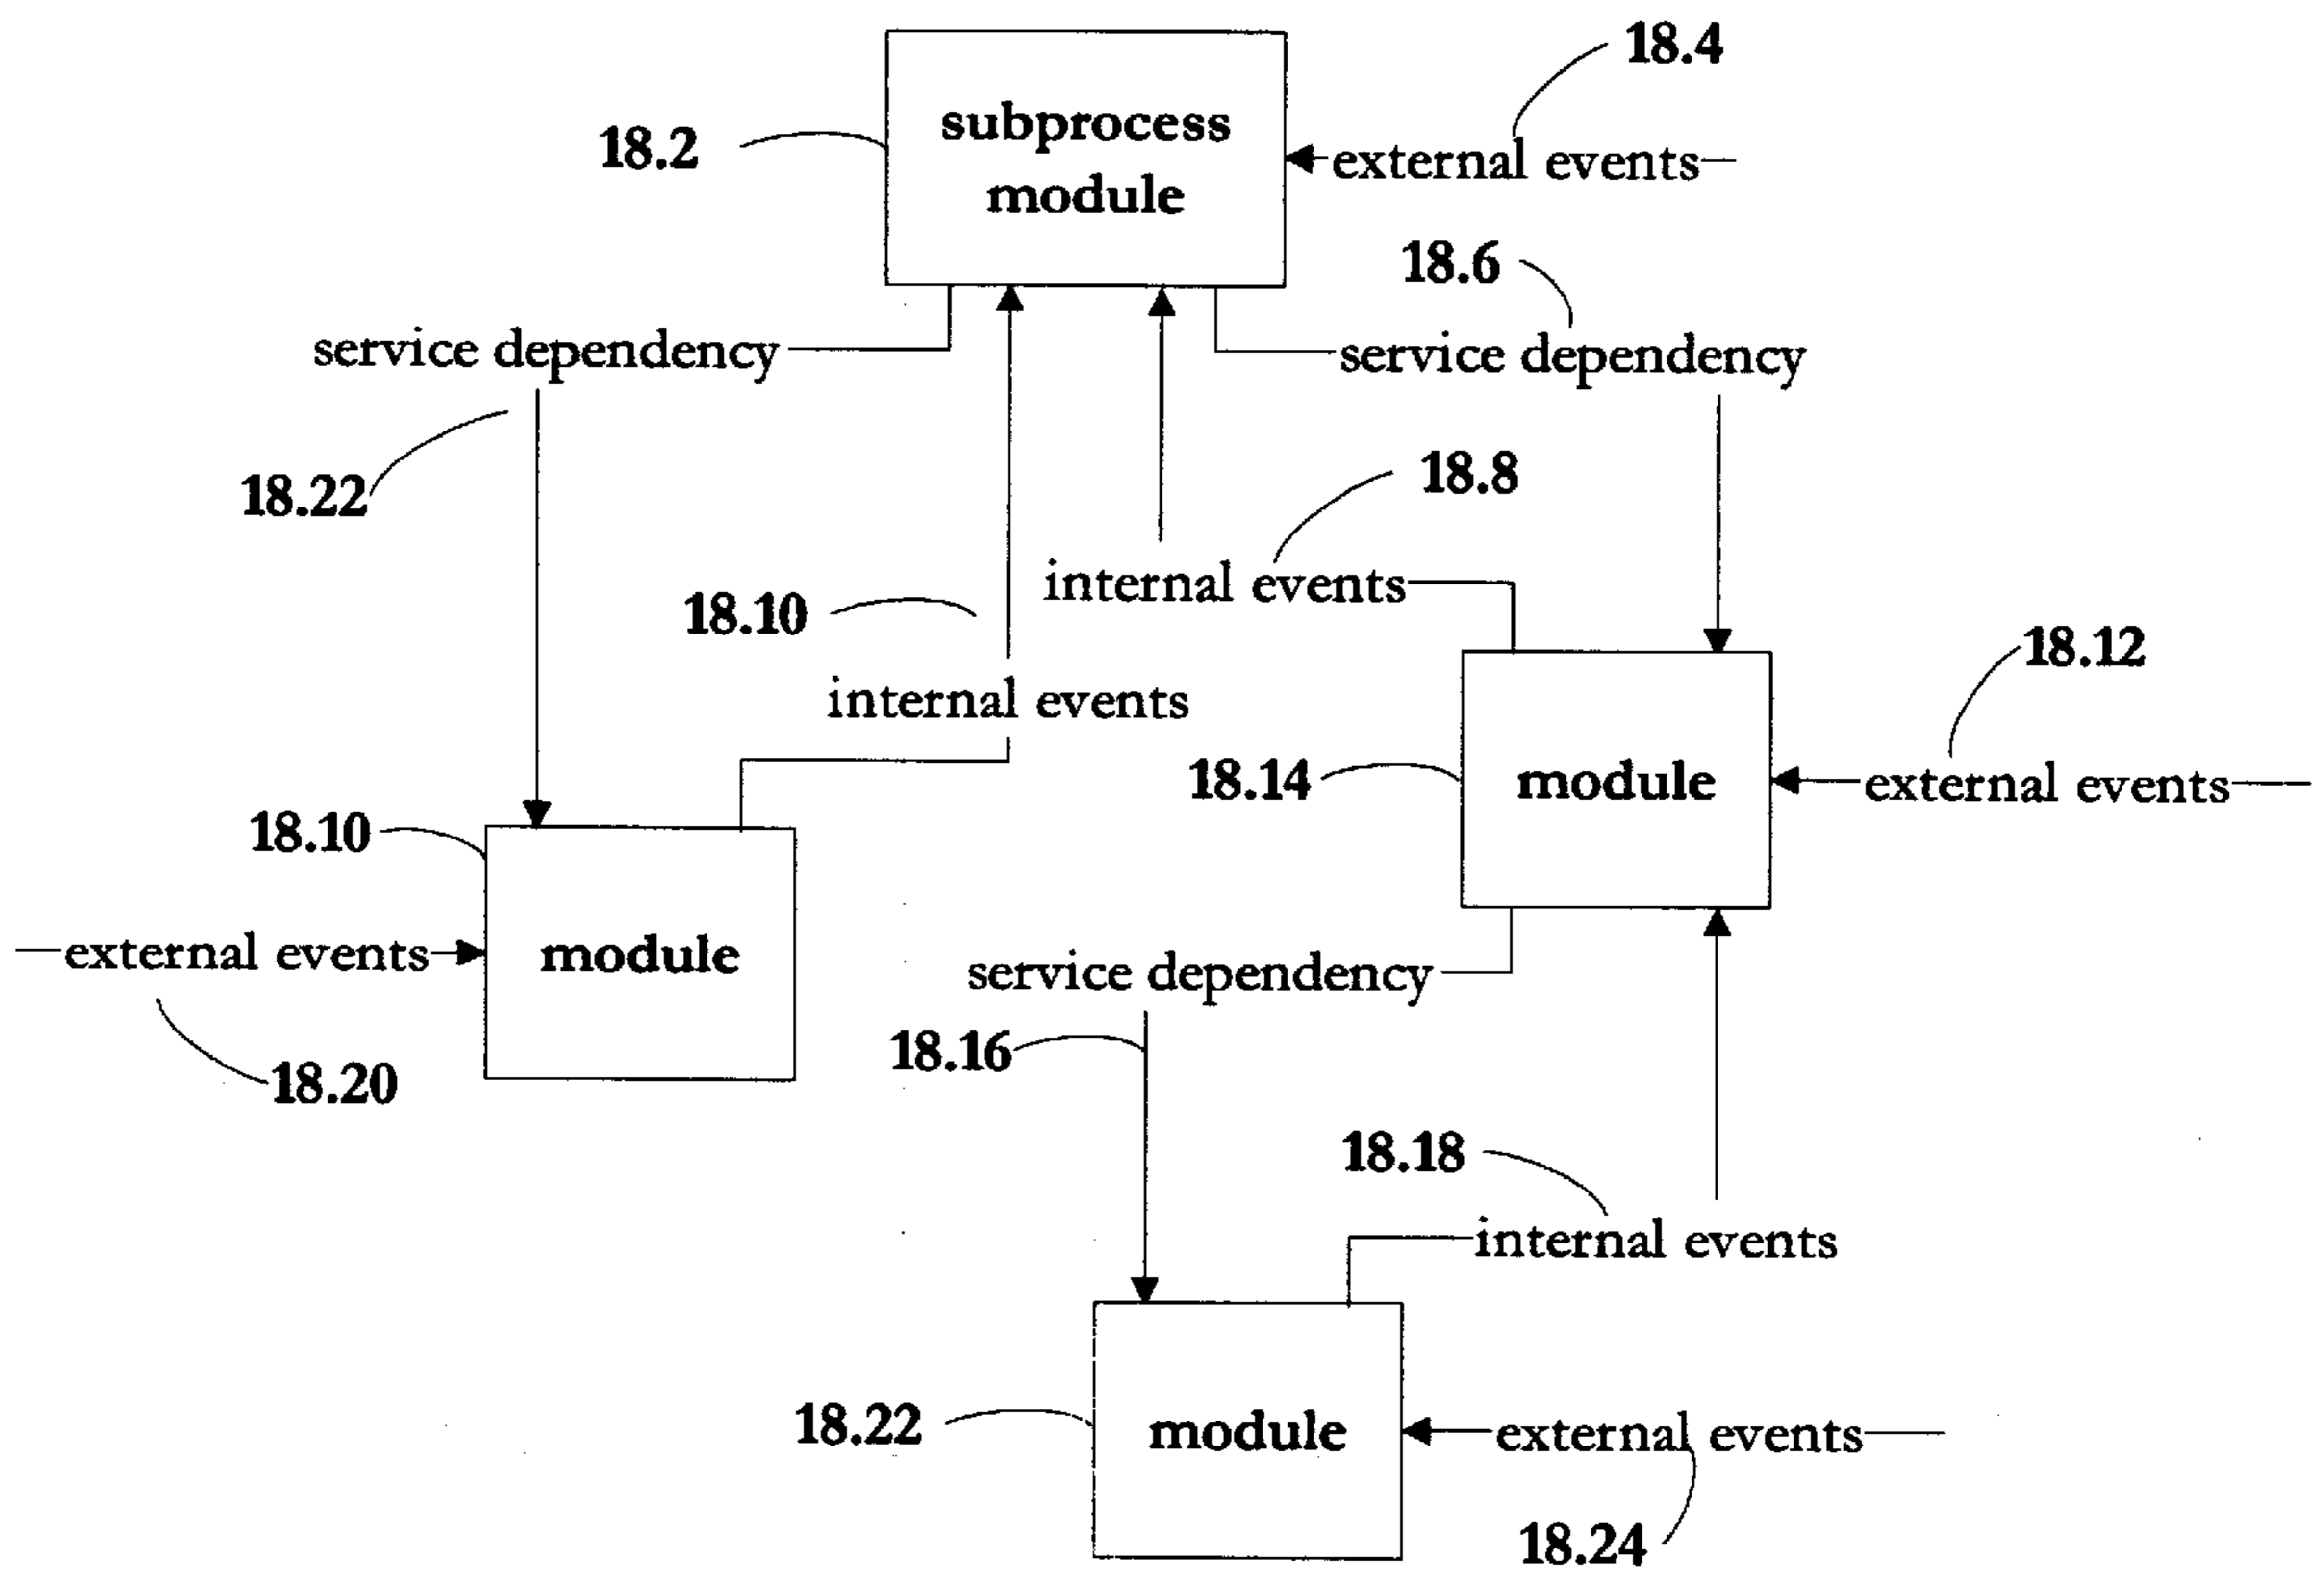 18.4
subprocess
module
18.2
external events
18.6
service dependency
service dependency
18.22
18.8
internal events
18.10
internal events
18.12
18.14
module
external events
18.10
external events
module
18.20
service dependency
18.16
18.18
internal events
18.22
module
external events
18.24